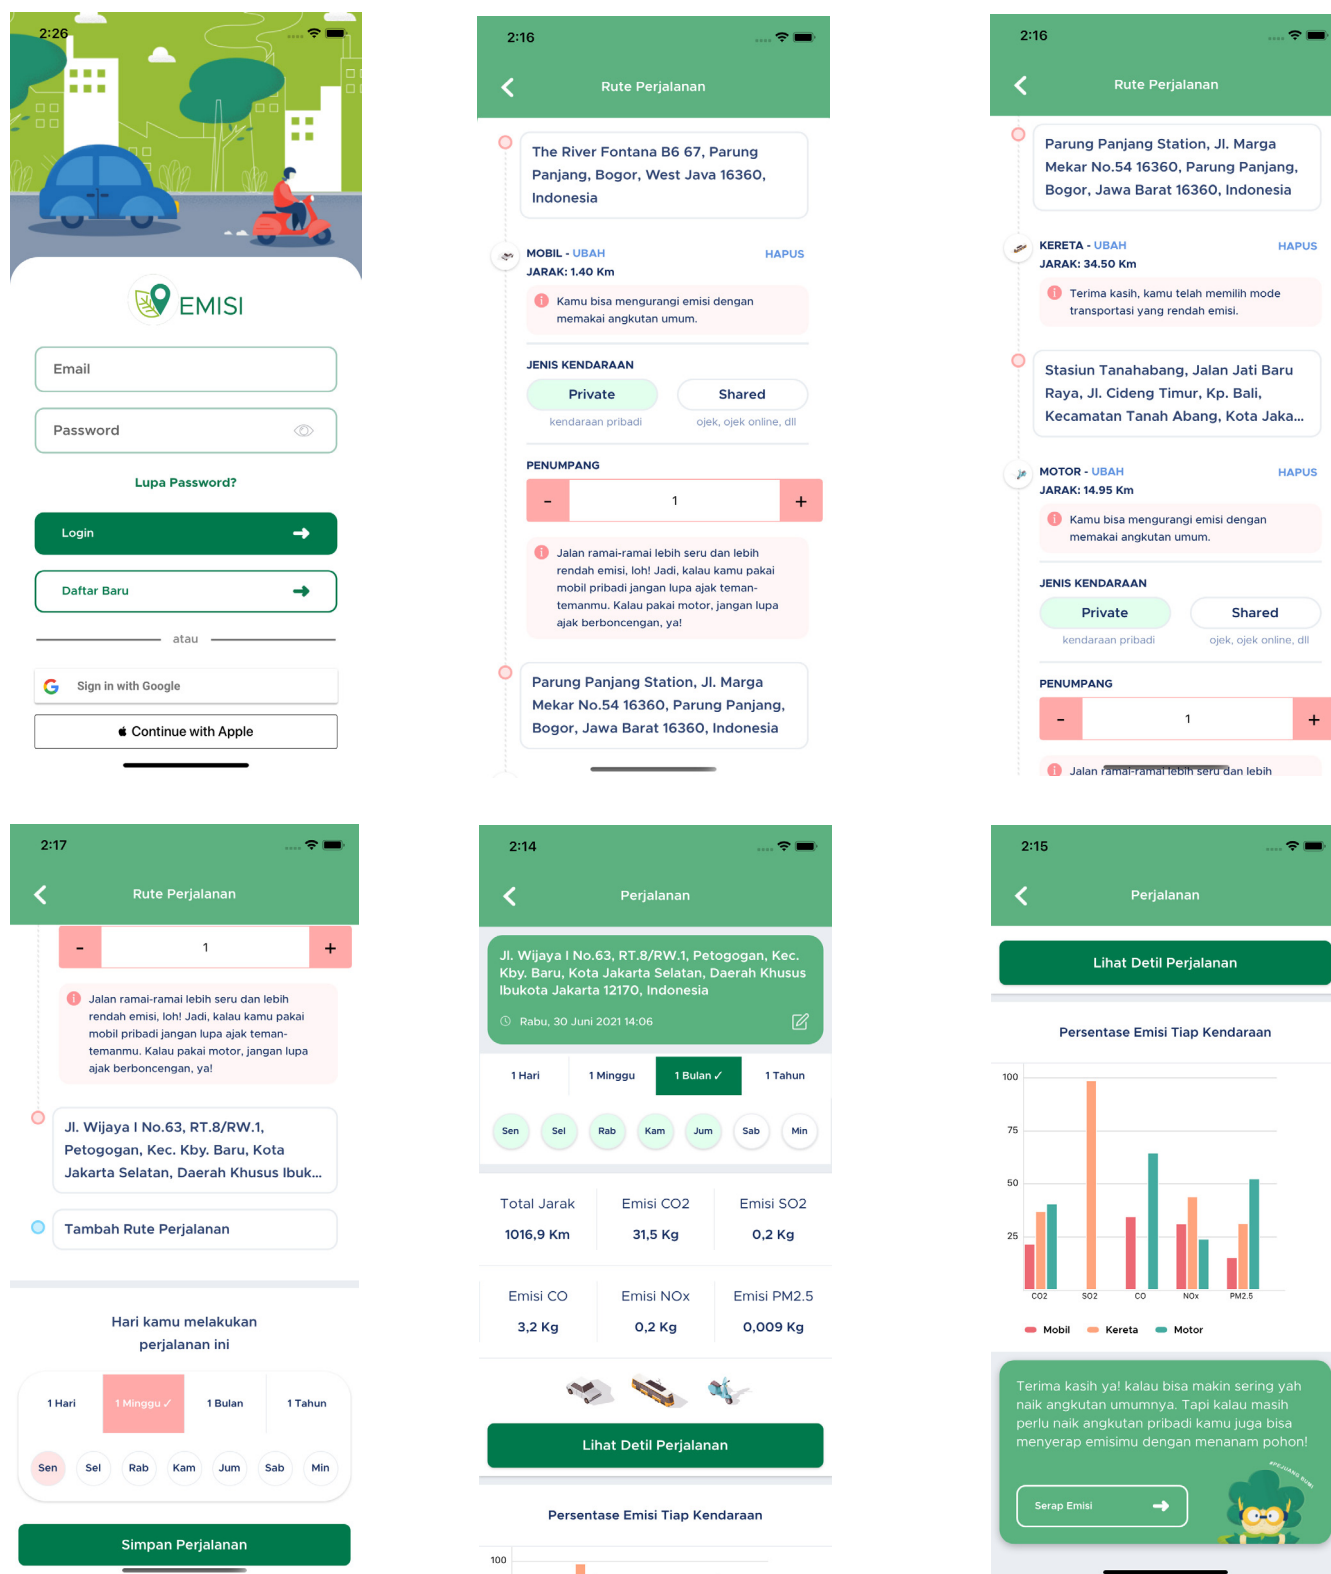 2:26
EMISI
Email
Password
Lupa Password?
Login
Daftar Baru
atau
Sign in with Google
Continue with Apple
2:16
Rute Perjalanan
The River Fontana B6 67, Parung
Panjang, Bogor, West Java 16360,
Indonesia
MOBIL - UBAH HAPUS
JARAK: 1.40 Km
Kamu bisa mengurangi emisi dengan
memakai angkutan umum.
JENIS KENDARAAN
Private Shared
kendaraan pribadi ojek, ojek online, dll
PENUMPANG
- 1 +
Jalan ramai-ramai lebih seru dan lebih
rendah emisi, loh! Jadi, kalau kamu pakai
mobil pribadi jangan lupa ajak teman-
temanmu. Kalau pakai motor, jangan lupa
ajak berboncengan, ya!
Parung Panjang Station, Jl. Marga
Mekar No.54 16360, Parung Panjang,
Bogor, Jawa Barat 16360, Indonesia
2:16
Rute Perjalanan
Parung Panjang Station, Jl. Marga
Mekar No.54 16360, Parung Panjang,
Bogor, Jawa Barat 16360, Indonesia
KERETA - UBAH HAPUS
JARAK: 34.50 Km
Terima kasih, kamu telah memilih mode
transportasi yang rendah emisi.
Stasiun Tanahabang, Jalan Jati Baru
Raya, Jl. Cideng Timur, Kp. Bali,
Kecamatan Tanah Abang, Kota Jaka...
MOTOR - UBAH HAPUS
JARAK: 14.95 Km
Kamu bisa mengurangi emisi dengan
memakai angkutan umum.
JENIS KENDARAAN
Private Shared
kendaraan pribadi ojek, ojek online, dll
PENUMPANG
- 1 +
Jalan ramai-ramai lebih seru dan lebih
2:17
Rute Perjalanan
- 1 +
Jalan ramai-ramai lebih seru dan lebih
rendah emisi, loh! Jadi, kalau kamu pakai
mobil pribadi jangan lupa ajak teman-
temanmu. Kalau pakai motor, jangan lupa
ajak berboncengan, ya!
Jl. Wijaya I No.63, RT.8/RW.1,
Petogogan, Kec. Kby. Baru, Kota
Jakarta Selatan, Daerah Khusus Ibuk...
Tambah Rute Perjalanan
Hari kamu melakukan
perjalanan ini
1 Hari 1 Minggu ✓ 1 Bulan 1 Tahun
Sen Sel Rab Kam Jum Sab Min
Simpan Perjalanan
2:14
Perjalanan
Jl. Wijaya I No.63, RT.8/RW.1, Petogogan, Kec.
Kby. Baru, Kota Jakarta Selatan, Daerah Khusus
Ibukota Jakarta 12170, Indonesia
Rabu, 30 Juni 2021 14:06
1 Hari 1 Minggu 1 Bulan ✓ 1 Tahun
Sen Sel Rab Kam Jum Sab Min
Total Jarak Emisi CO2 Emisi SO2
1016,9 Km 31,5 Kg 0,2 Kg
Emisi CO Emisi NOx Emisi PM2.5
3,2 Kg 0,2 Kg 0,009 Kg
Lihat Detil Perjalanan
Persentase Emisi Tiap Kendaraan
100
2:15
Perjalanan
Lihat Detil Perjalanan
Persentase Emisi Tiap Kendaraan
100
75
50
25
CO2 SO2 CO NOx PM2.5
Mobil Kereta Motor
Terima kasih ya! kalau bisa makin sering yah
naik angkutan umumnya. Tapi kalau masih
perlu naik angkutan pribadi kamu juga bisa
menyerap emisimu dengan menanam pohon!
#PEJUANG BUMI
Serap Emisi